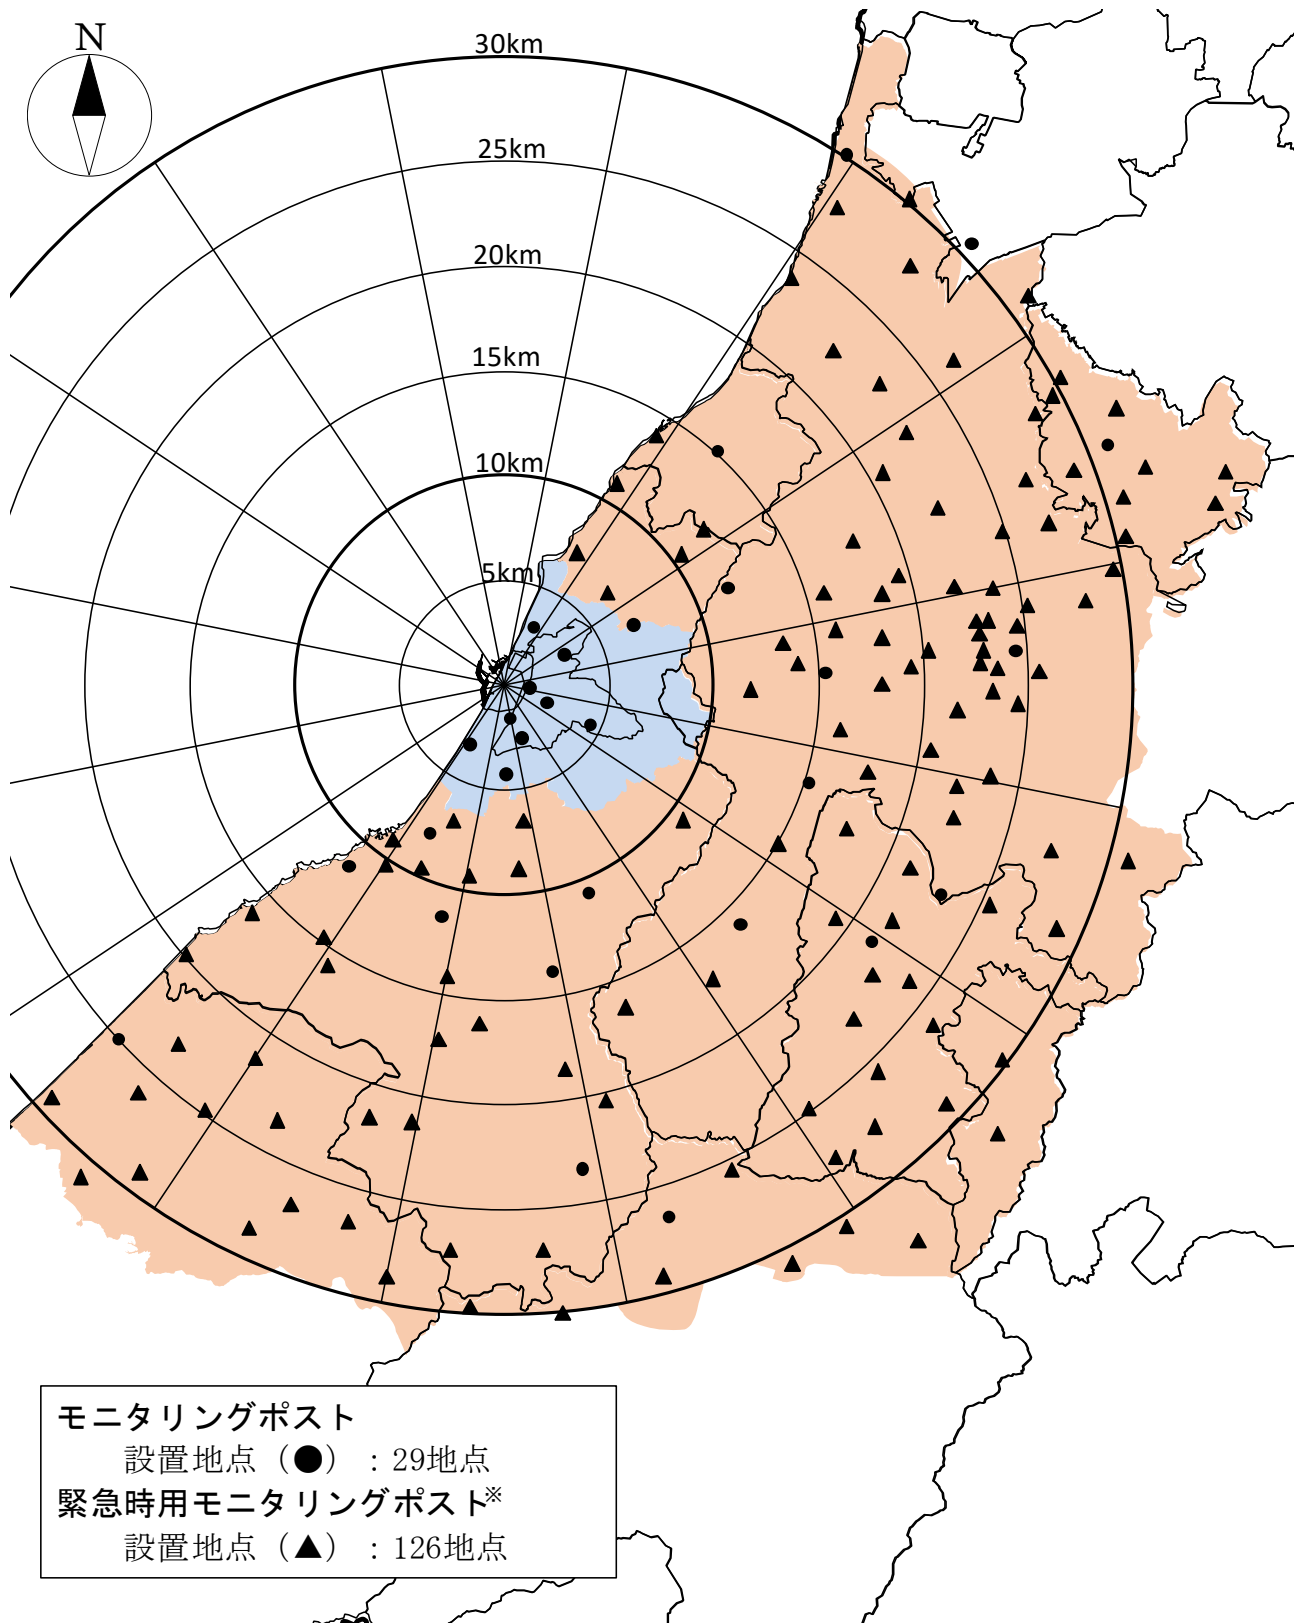 N
30km
25km
20km
15km
10km
5km
モニタリングポスト
設置地点（●）：29地点
緊急時用モニタリングポスト※
設置地点（▲）：126地点